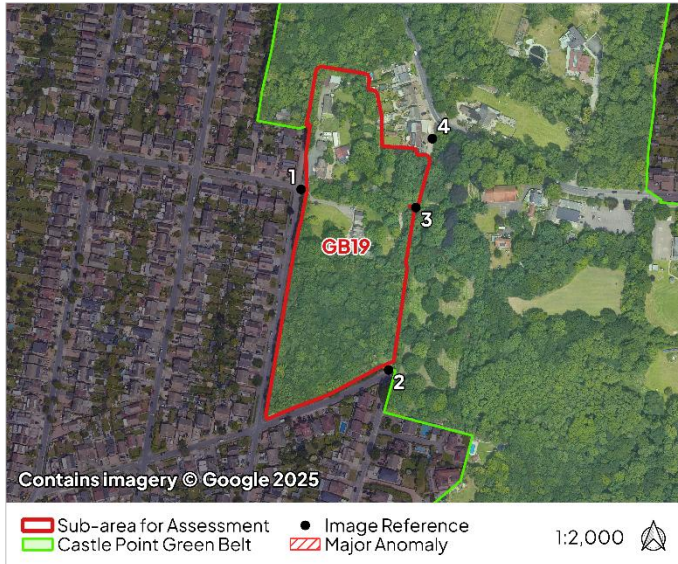 4
1
3
GB19
2
Contains imagery © Google 2025
Sub-area for Assessment
Image Reference
1:2,000
Castle Point Green Belt
Major Anomaly